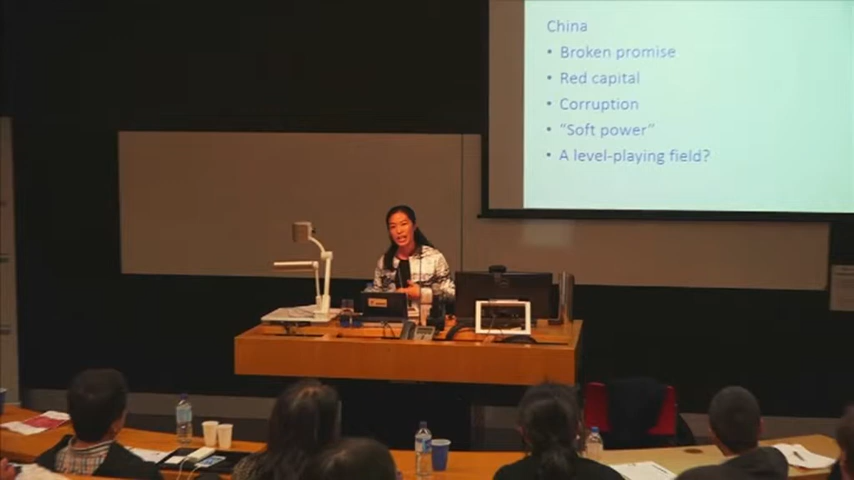 China
• Broken promise
• Red capital
• Corruption
• “Soft power”
• A level-playing field?